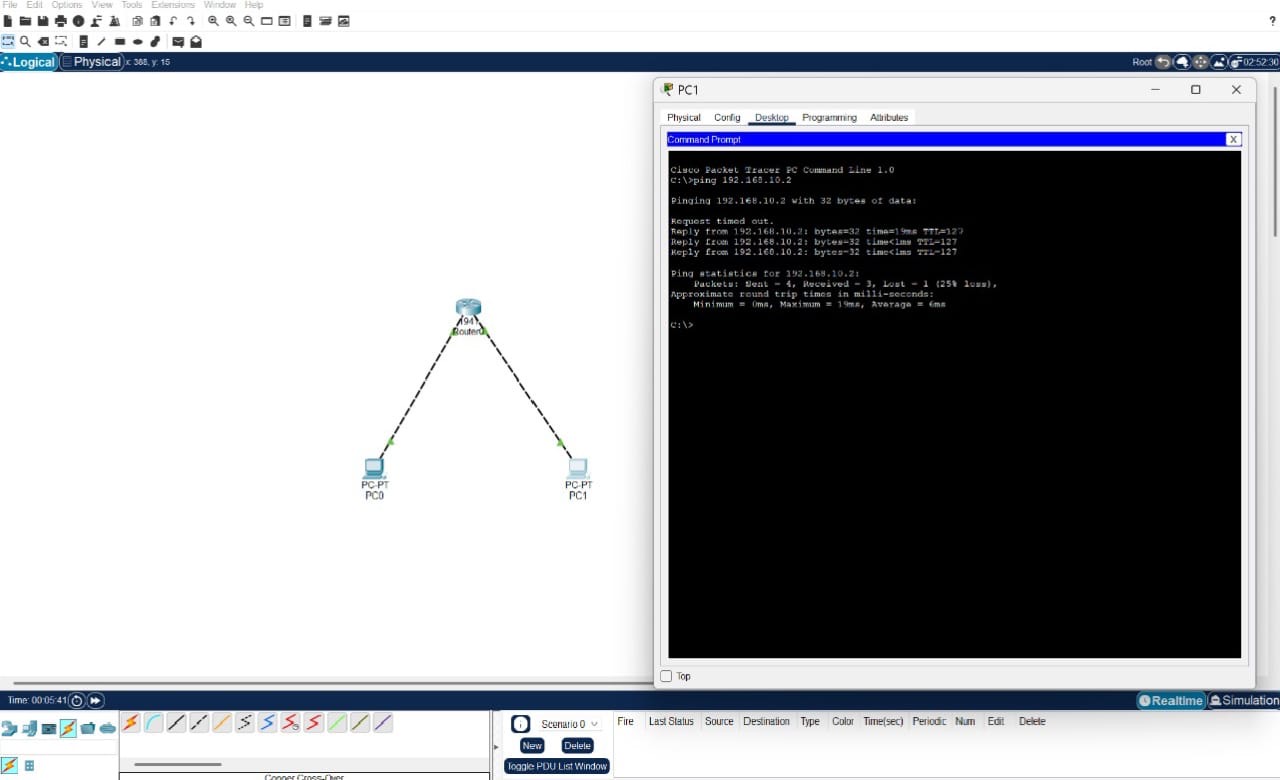 File Edit Options View Tools Extensions Window Help
?
Logical Physical x: 388, y: 15
Root 02:52:30
PC1
Physical Config Desktop Programming Attributes
Command Prompt X
Cisco Packet Tracer PC Command Line 1.0
C:\>ping 192.168.10.2
Pinging 192.168.10.2 with 32 bytes of data:
Request timed out.
Reply from 192.168.10.2: bytes=32 time=19ms TTL=127
Reply from 192.168.10.2: bytes=32 time<1ms TTL=127
Reply from 192.168.10.2: bytes=32 time<1ms TTL=127
Ping statistics for 192.168.10.2:
Packets: Sent = 4, Received = 3, Lost = 1 (25% loss),
Approximate round trip times in milli-seconds:
Minimum = 0ms, Maximum = 19ms, Average = 6ms
C:\>
1941
Router0
PC-PT
PC0
PC-PT
PC1
Top
Time: 00:05:41
Realtime Simulation
Scenario 0
New Delete
Toggle PDU List Window
Fire Last Status Source Destination Type Color Time(sec) Periodic Num Edit Delete
Copper Cross-Over